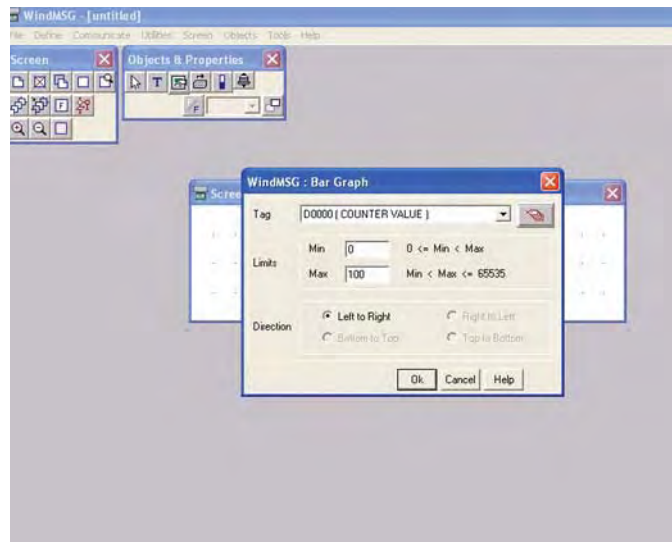 WindMSG - [untitled]
File Define Communicate Utilities Screen Objects Tools Help
Screen
Objects & Properties
T
F
F
Scree
WindMSG : Bar Graph
Tag D0000 ( COUNTER VALUE )
Limits
Min 0 0 <= Min < Max
Max 100 Min < Max <= 65535
Direction
Left to Right Right to Left
Bottom to Top Top to Bottom
Ok Cancel Help